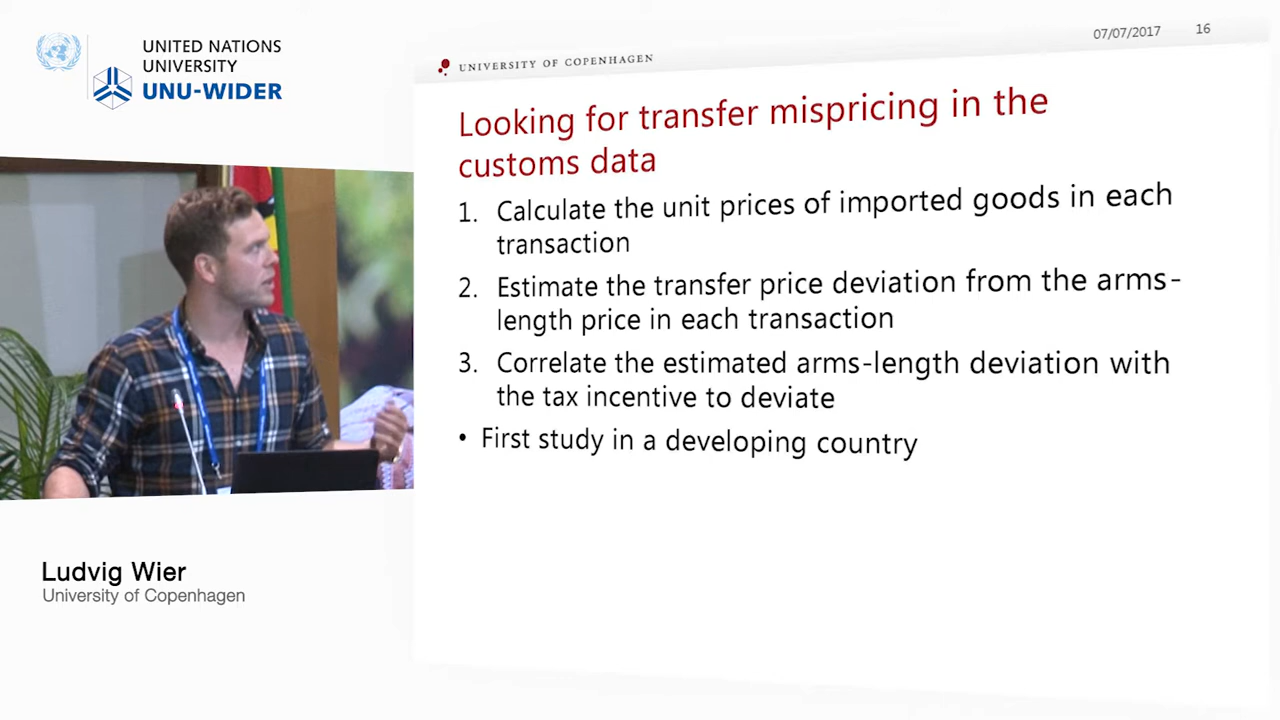 UNITED NATIONS
UNIVERSITY
UNU-WIDER
UNIVERSITY OF COPENHAGEN
07/07/2017
16
Looking for transfer mispricing in the
customs data
1. Calculate the unit prices of imported goods in each
transaction
2. Estimate the transfer price deviation from the arms-
length price in each transaction
3. Correlate the estimated arms-length deviation with
the tax incentive to deviate
• First study in a developing country
Ludvig Wier
University of Copenhagen